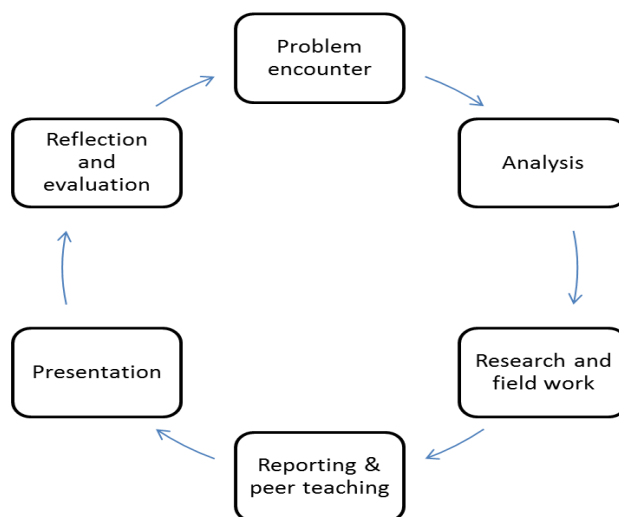 Problem
encounter
Analysis
Research and
field work
Reporting &
peer teaching
Presentation
Reflection
and
evaluation